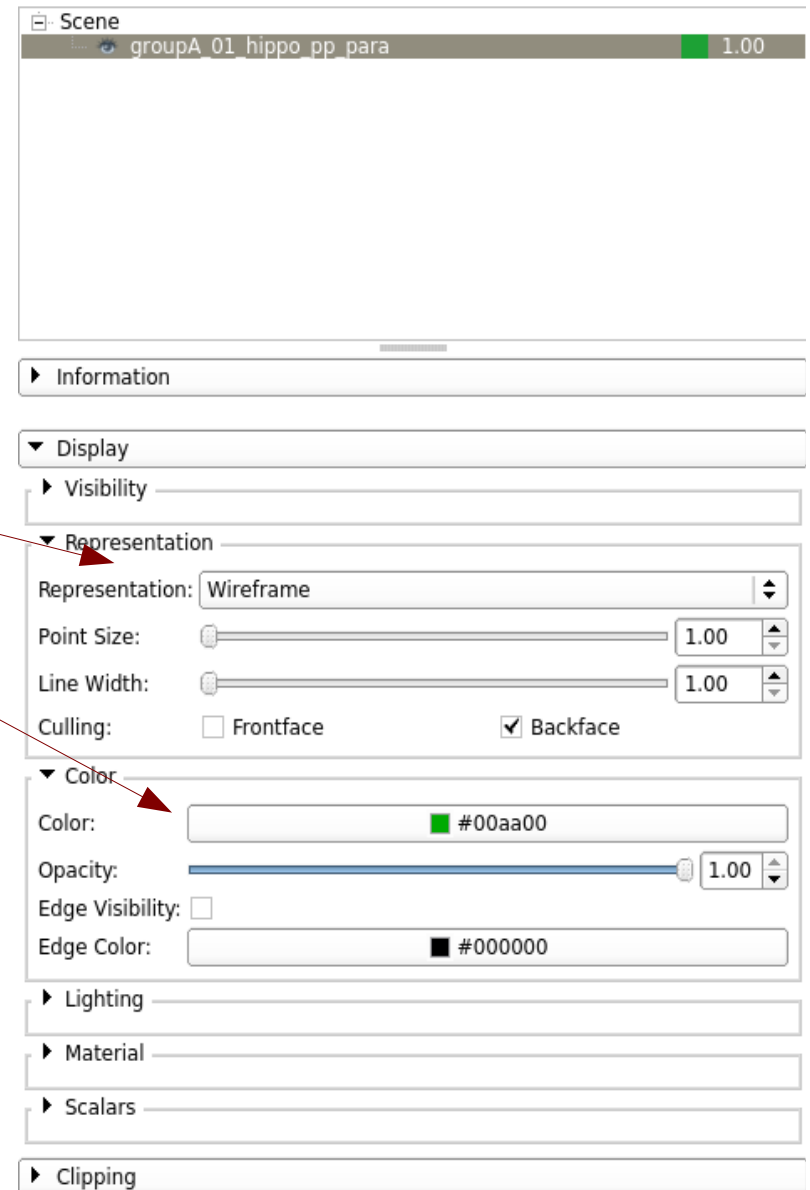 Scene
groupA_01_hippo_pp_para 1.00
Information
Display
Visibility
Representation
Representation: Wireframe
Point Size: 1.00
Line Width: 1.00
Culling: Frontface Backface
Color
Color: #00aa00
Opacity: 1.00
Edge Visibility:
Edge Color: #000000
Lighting
Material
Scalars
Clipping